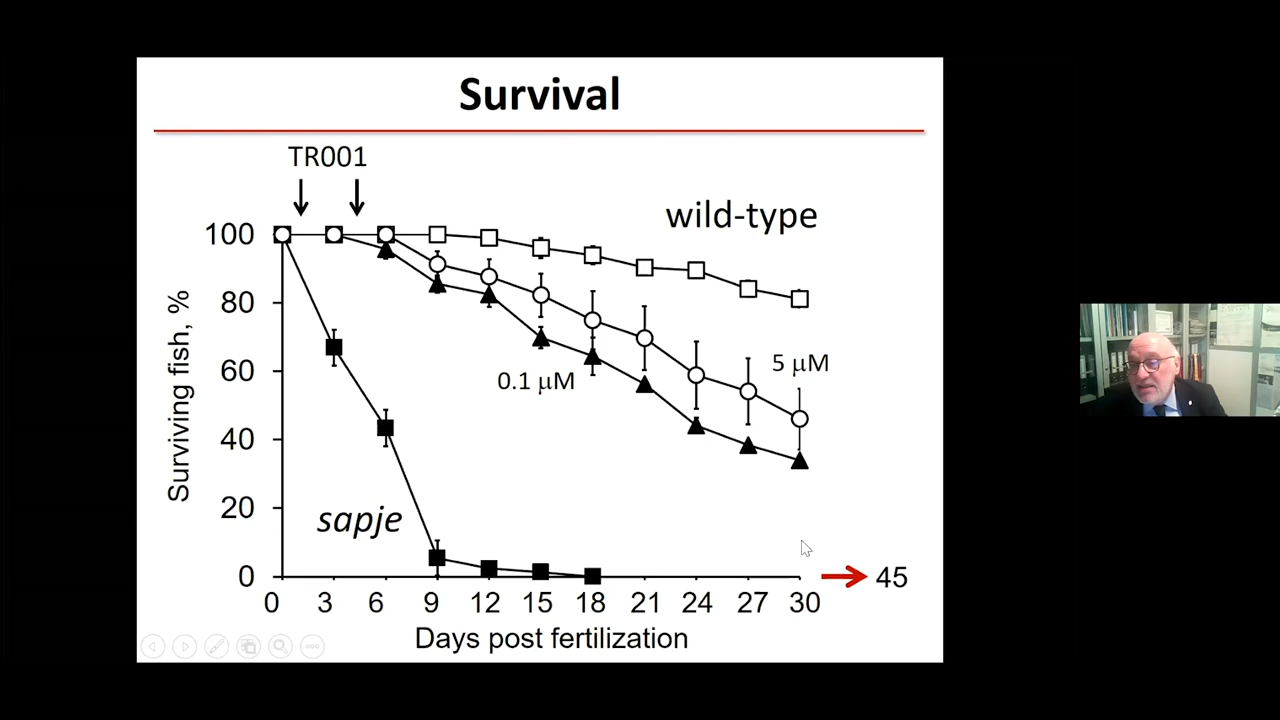 Survival
TR001
wild-type
100
80
60
40
20
0
Surviving fish, %
0.1 μM
5 μM
sapje
45
0 3 6 9 12 15 18 21 24 27 30
Days post fertilization